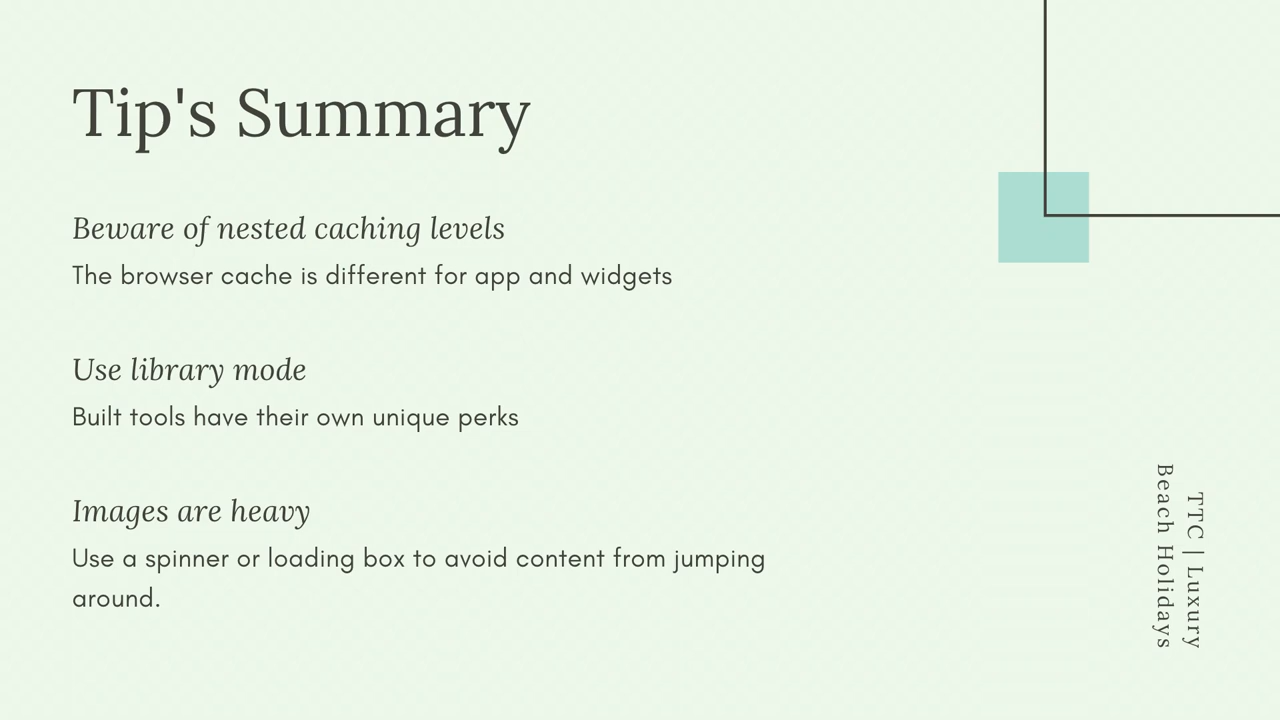 Tip's Summary
Beware of nested caching levels
The browser cache is different for app and widgets
Use library mode
Built tools have their own unique perks
Images are heavy
Use a spinner or loading box to avoid content from jumping
around.
TTC | Luxury
Beach Holidays